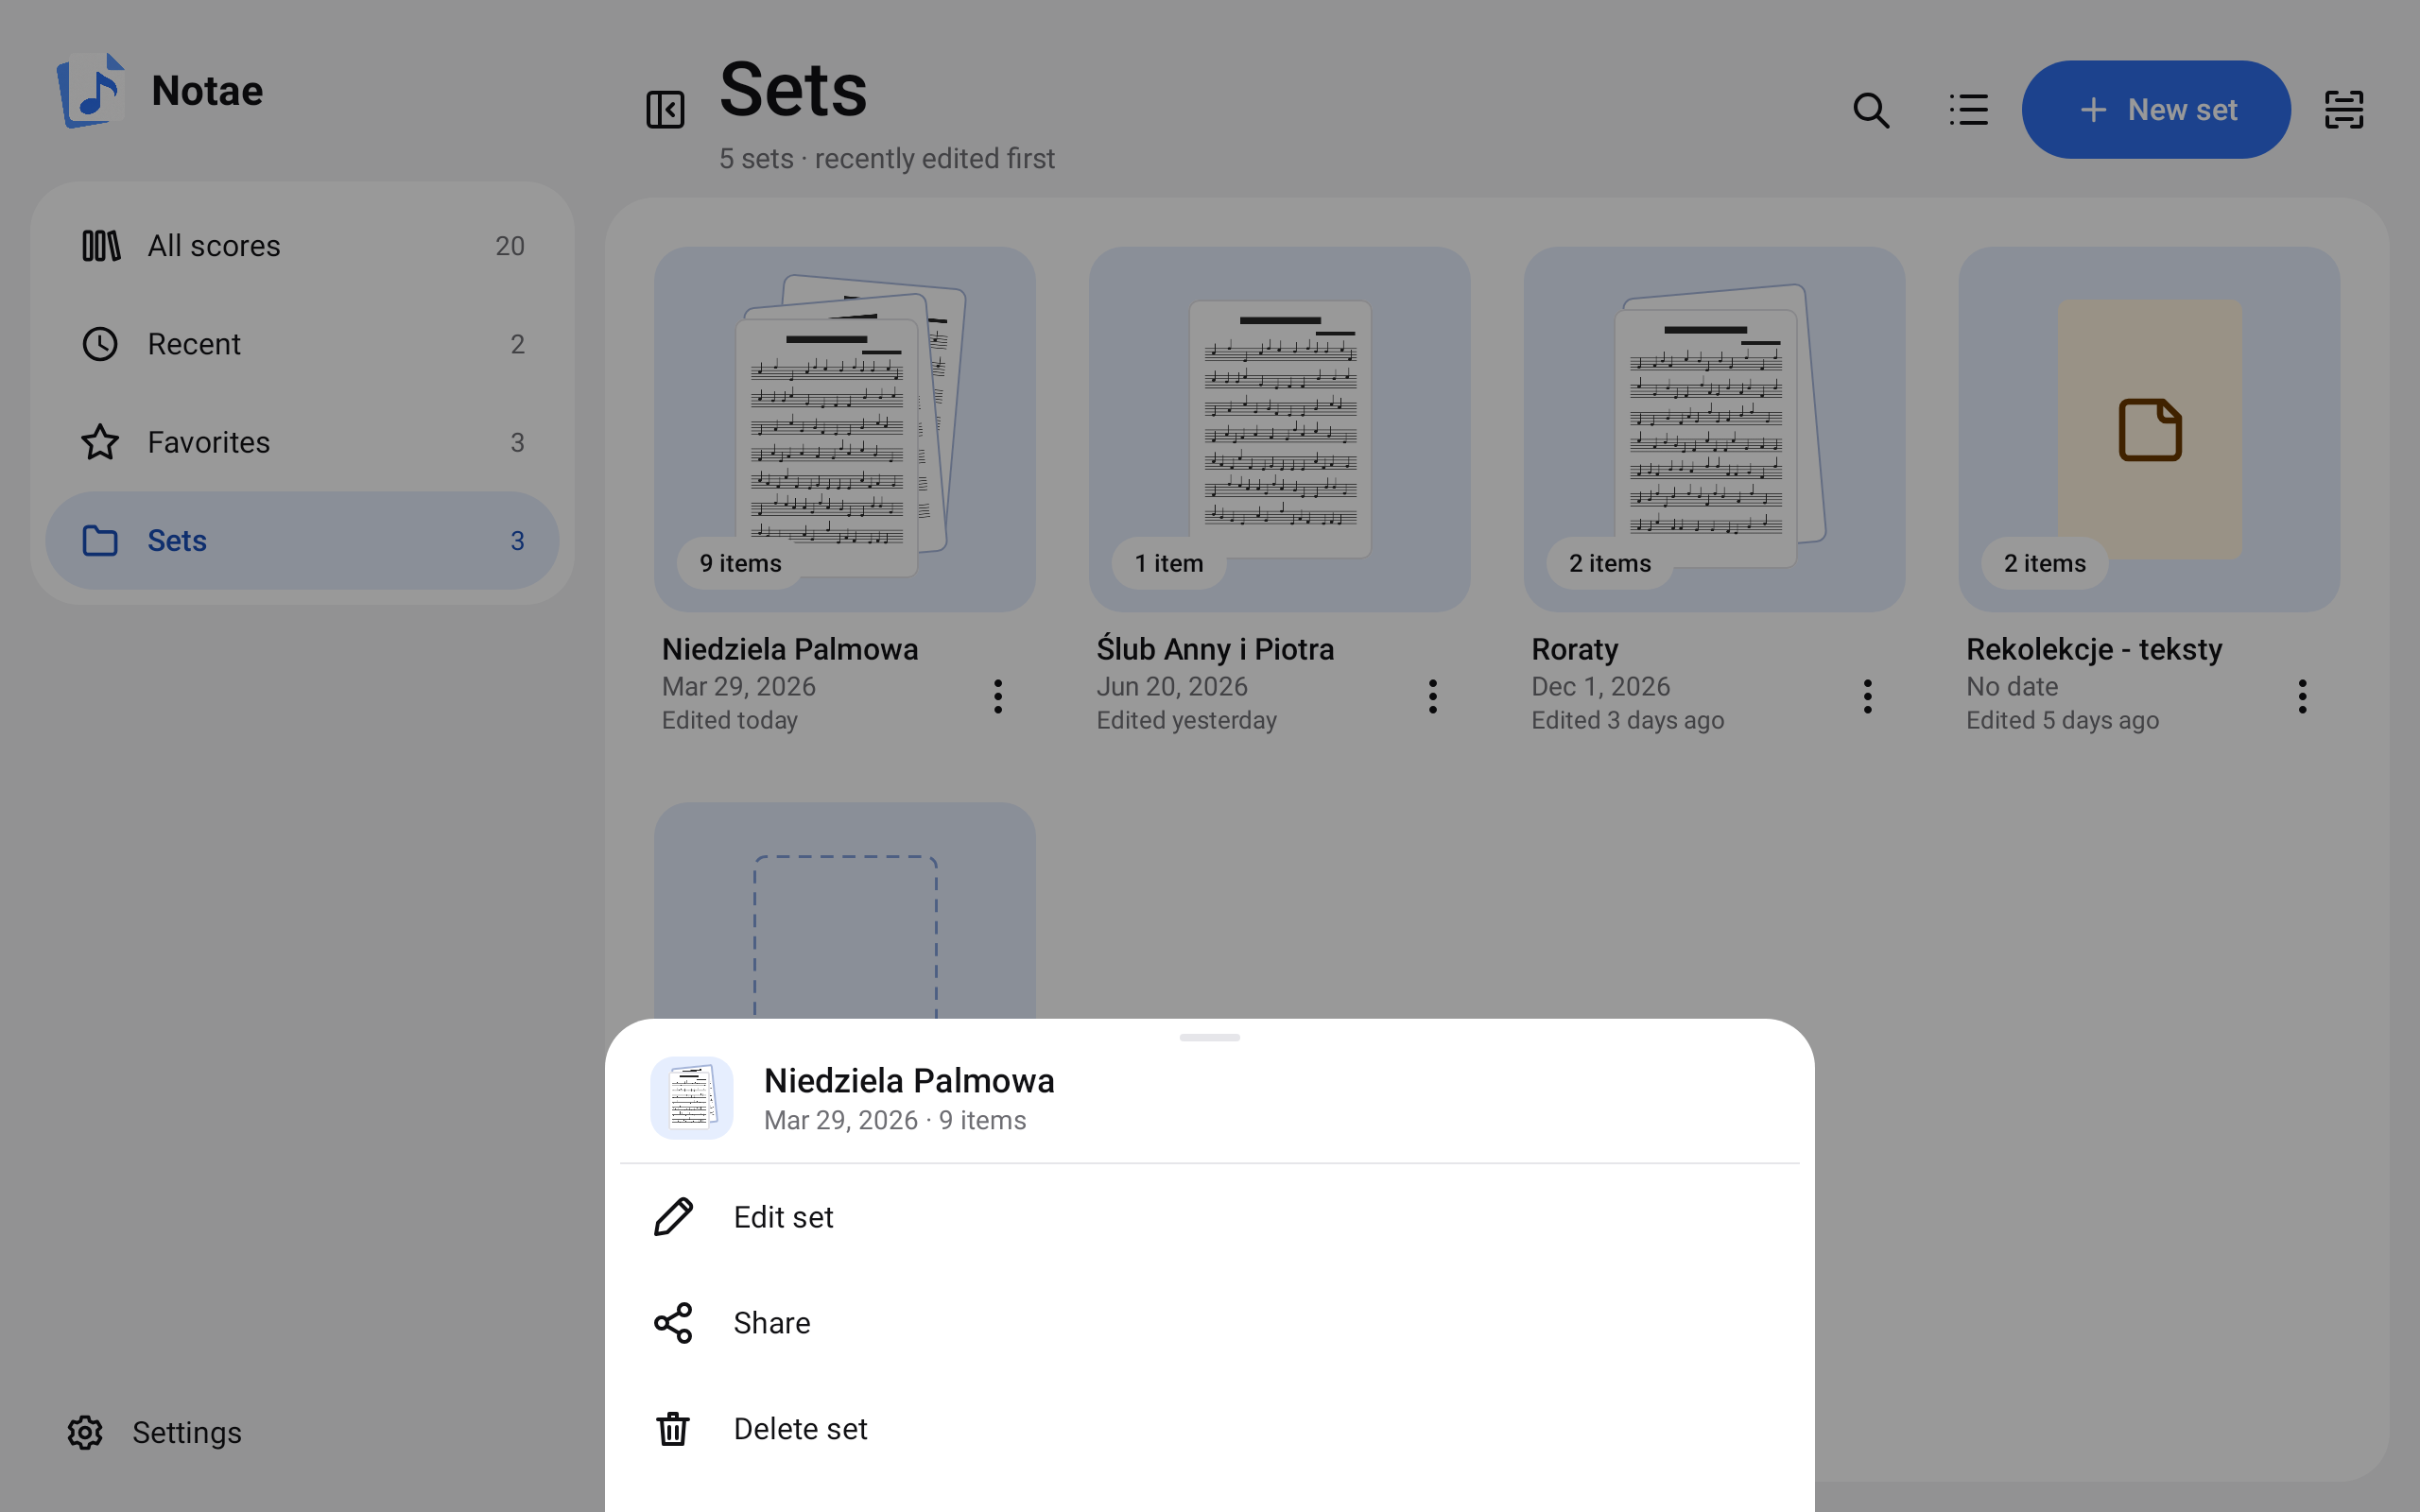 Notae
All scores 20
Recent 2
Favorites 3
Sets 3
Settings
Sets
5 sets · recently edited first
New set
9 items
Niedziela Palmowa
Mar 29, 2026
Edited today
1 item
Ślub Anny i Piotra
Jun 20, 2026
Edited yesterday
2 items
Roraty
Dec 1, 2026
Edited 3 days ago
2 items
Rekolekcje - teksty
No date
Edited 5 days ago
Niedziela Palmowa
Mar 29, 2026 · 9 items
Edit set
Share
Delete set